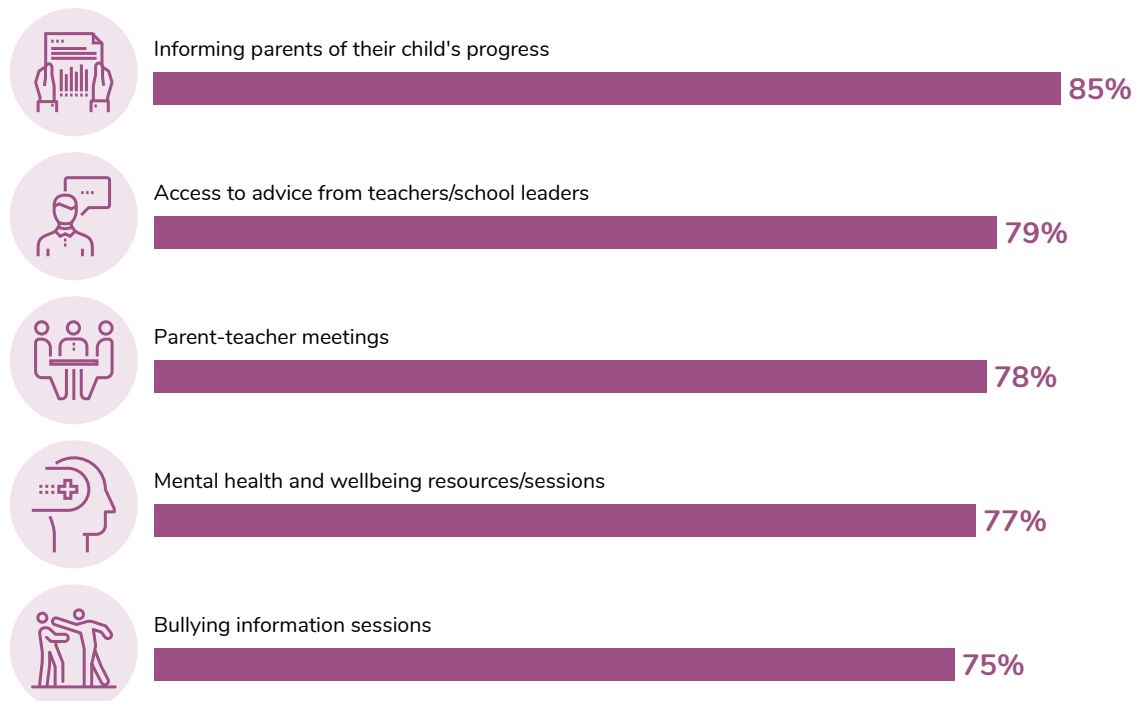 Informing parents of their child's progress
85%
Access to advice from teachers/school leaders
79%
Parent-teacher meetings
78%
Mental health and wellbeing resources/sessions
77%
Bullying information sessions
75%